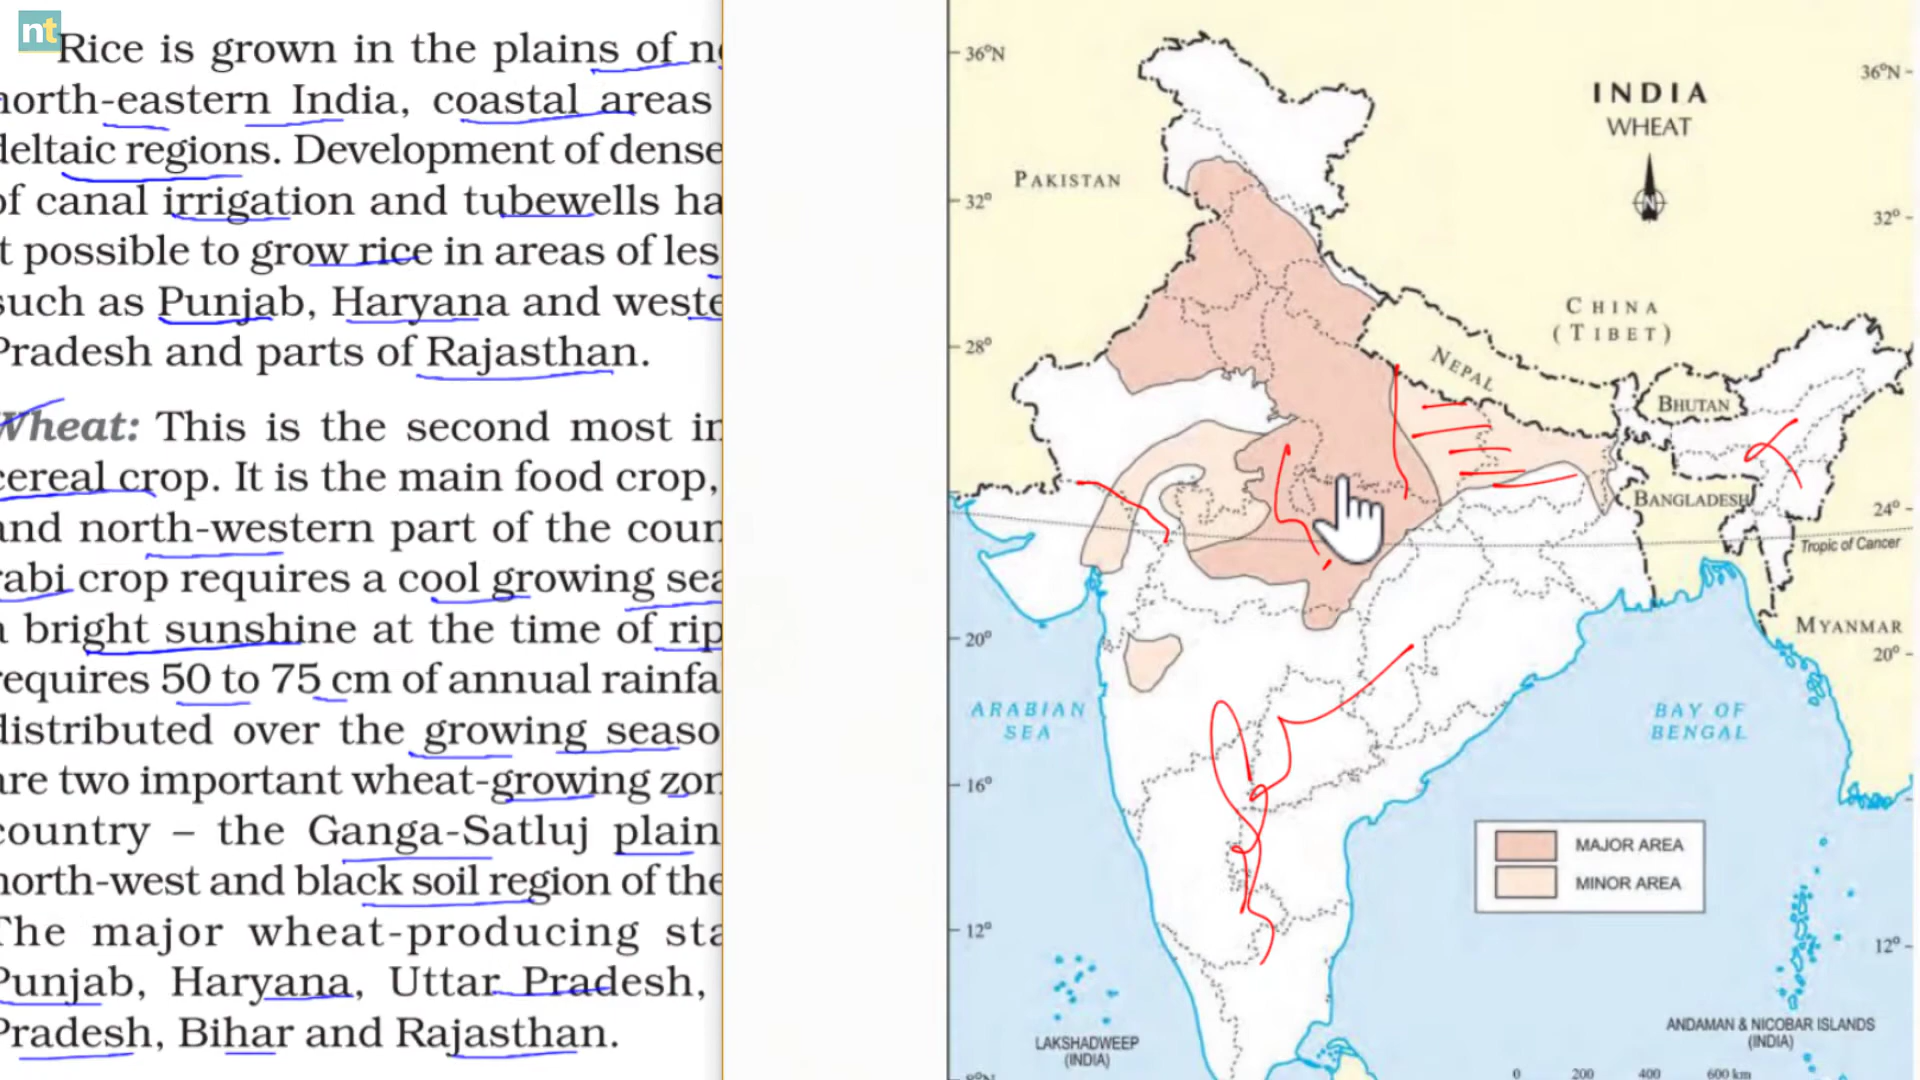 nt
Rice is grown in the plains of
north-eastern India, coastal areas
deltaic regions. Development of dense
of canal irrigation and tubewells ha
t possible to grow rice in areas of les
such as Punjab, Haryana and weste
Pradesh and parts of Rajasthan.
Wheat: This is the second most in
cereal crop. It is the main food crop,
and north-western part of the coun
rabi crop requires a cool growing sea
a bright sunshine at the time of rip
requires 50 to 75 cm of annual rainfa
distributed over the growing seaso
are two important wheat-growing zon
country – the Ganga-Satluj plain
north-west and black soil region of the
The major wheat-producing sta
Punjab, Haryana, Uttar Pradesh,
Pradesh, Bihar and Rajasthan.
INDIA
WHEAT
N
36°N
36°N
PAKISTAN
32°
32°
CHINA
(TIBET)
28°
NEPAL
BHUTAN
BANGLADESH
24°
Tropic of Cancer
20°
MYANMAR
20°
ARABIAN
SEA
BAY OF
BENGAL
16°
MAJOR AREA
MINOR AREA
12°
12°
LAKSHADWEEP
(INDIA)
ANDAMAN & NICOBAR ISLANDS
(INDIA)
8°N
0 200 400 600 km